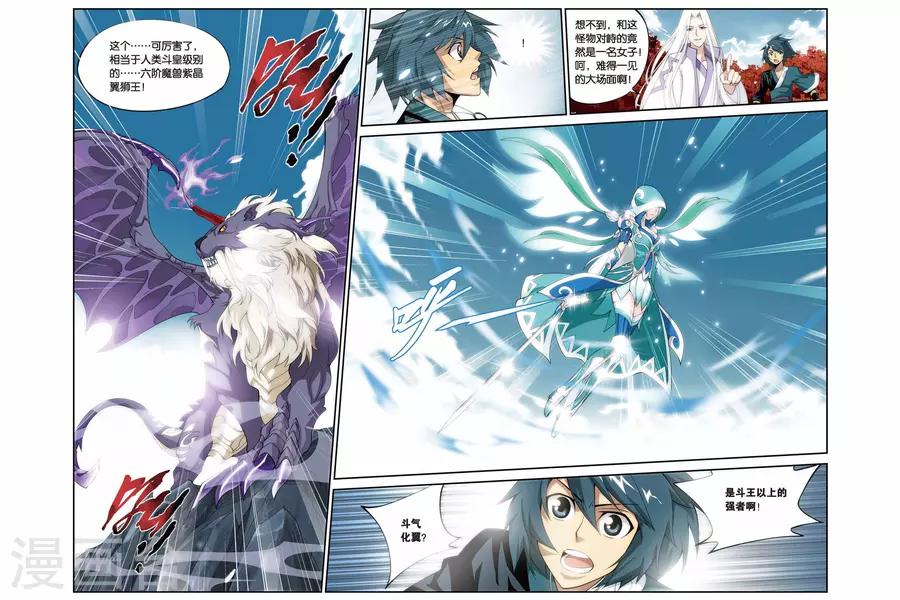 这个……可厉害了，
相当于人类斗皇级别
的……六阶魔兽紫晶
翼狮王！
吼
!!
吼
!!
！
想不到，和这
怪物对峙的竟
然是一名女子！
呵，难得一见
的大场面啊！
呼
斗气
化翼？
是斗王以上的
强者啊！
漫